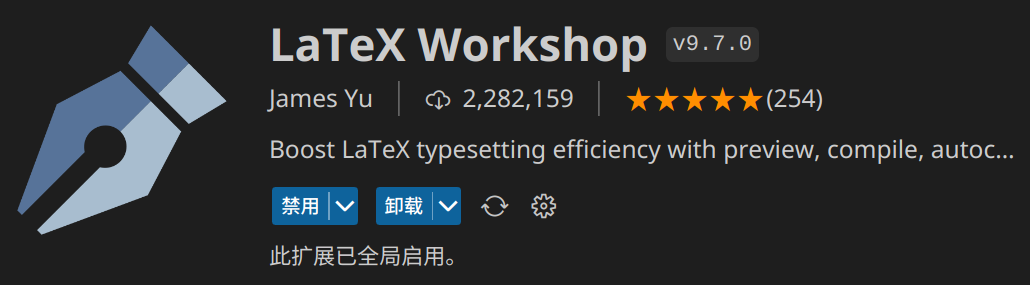 LaTeX Workshop v9.7.0
James Yu 2,282,159 ★★★★★(254)
Boost LaTeX typesetting efficiency with preview, compile, autoc...
禁用 卸载
此扩展已全局启用。